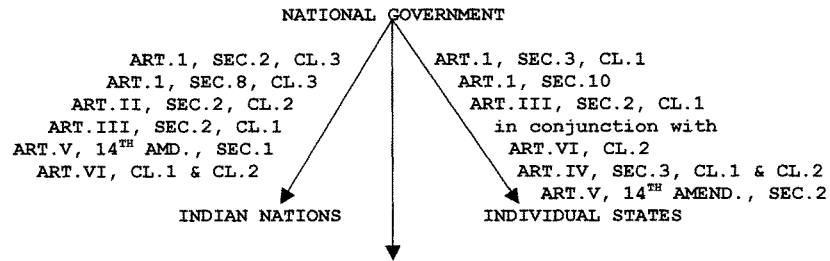 NATIONAL GOVERNMENT
ART.1, SEC.2, CL.3
ART.1, SEC.8, CL.3
ART.II, SEC.2, CL.2
ART.III, SEC.2, CL.1
ART.V, 14TH AMD., SEC.1
ART.VI, CL.1 & CL.2
INDIAN NATIONS
ART.1, SEC.3, CL.1
ART.1, SEC.10
ART.III, SEC.2, CL.1
in conjunction with
ART.VI, CL.2
ART.IV, SEC.3, CL.1 & CL.2
ART.V, 14TH AMEND., SEC.2
INDIVIDUAL STATES